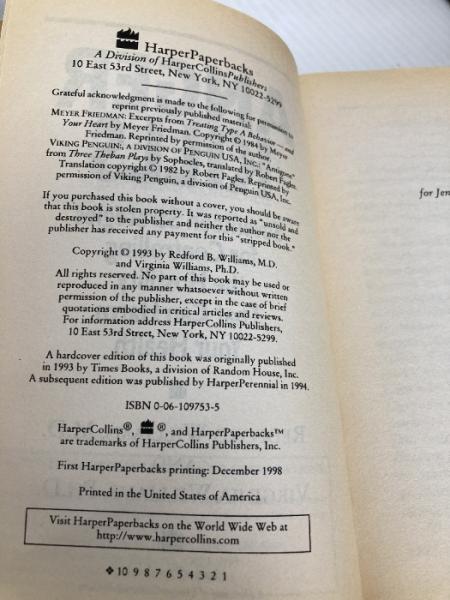 HarperPaperbacks
A Division of HarperCollinsPublishers
10 East 53rd Street, New York, NY 10022-5299
Grateful acknowledgment is made to the following for permission to
reprint previously published material:
MEYER FRIEDMAN: Excerpts from Treating Type A Behavior—and
Your Heart by Meyer Friedman. Copyright © 1984 by Meyer
Friedman. Reprinted by permission of the author.
VIKING PENGUIN:, A DIVISION OF PENGUIN USA, INC.: "Antigone"
from Three Theban Plays by Sophocles, translated by Robert Fagles.
Translation copyright © 1982 by Robert Fagles. Reprinted by
permission of Viking Penguin, a division of Penguin USA, Inc.
If you purchased this book without a cover, you should be aware
that this book is stolen property. It was reported as "unsold and
destroyed" to the publisher and neither the author nor the
publisher has received any payment for this "stripped book."
Copyright © 1993 by Redford B. Williams, M.D.
and Virginia Williams, Ph.D.
All rights reserved. No part of this book may be used or
reproduced in any manner whatsoever without written
permission of the publisher, except in the case of brief
quotations embodied in critical articles and reviews.
For information address HarperCollins Publishers,
10 East 53rd Street, New York, NY 10022-5299.
A hardcover edition of this book was originally published
in 1993 by Times Books, a division of Random House, Inc.
A subsequent edition was published by HarperPerennial in 1994.
ISBN 0-06-109753-5
HarperCollins®, ®, and HarperPaperbacks™
are trademarks of HarperCollins Publishers, Inc.
First HarperPaperbacks printing: December 1998
Printed in the United States of America
Visit HarperPaperbacks on the World Wide Web at
http://www.harpercollins.com
❖ 10 9 8 7 6 5 4 3 2 1
for Jen